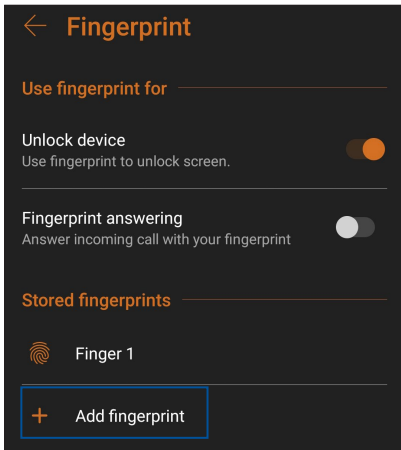 Fingerprint
Use fingerprint for
Unlock device
Use fingerprint to unlock screen.
Fingerprint answering
Answer incoming call with your fingerprint
Stored fingerprints
Finger 1
+ Add fingerprint